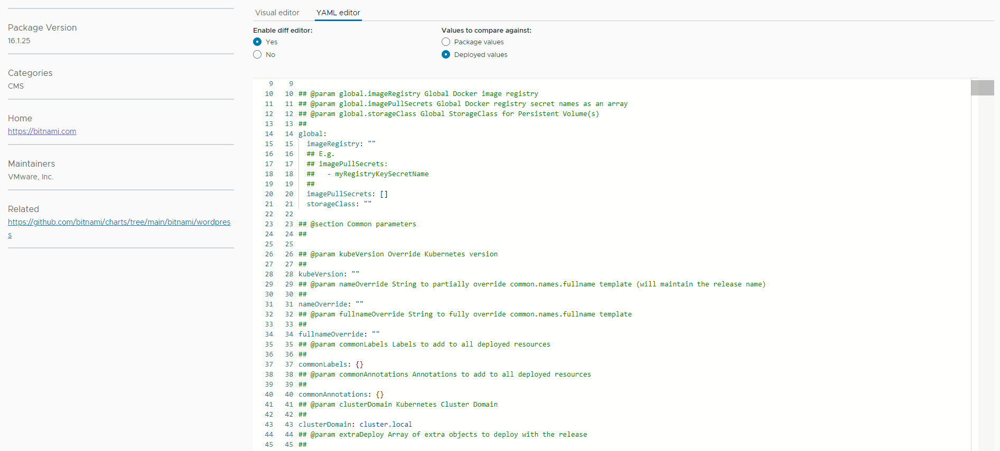 Package Version
16.1.25
Categories
CMS
Home
https://bitnami.com
Maintainers
VMware, Inc.
Related
https://github.com/bitnami/charts/tree/main/bitnami/wordpres
s
Visual editor YAML editor
Enable diff editor: Values to compare against:
Yes Package values
No Deployed values
9 9
10 10 ## @param global.imageRegistry Global Docker image registry
11 11 ## @param global.imagePullSecrets Global Docker registry secret names as an array
12 12 ## @param global.storageClass Global StorageClass for Persistent Volume(s)
13 13 ##
14 14 global:
15 15   imageRegistry: ""
16 16   ## E.g.
17 17   ## imagePullSecrets:
18 18   ##   - myRegistryKeySecretName
19 19   ##
20 20   imagePullSecrets: []
21 21   storageClass: ""
22 22
23 23 ## @section Common parameters
24 24 ##
25 25
26 26 ## @param kubeVersion Override Kubernetes version
27 27 ##
28 28 kubeVersion: ""
29 29 ## @param nameOverride String to partially override common.names.fullname template (will maintain the release name)
30 30 ##
31 31 nameOverride: ""
32 32 ## @param fullnameOverride String to fully override common.names.fullname template
33 33 ##
34 34 fullnameOverride: ""
35 35 ## @param commonLabels Labels to add to all deployed resources
36 36 ##
37 37 commonLabels: {}
38 38 ## @param commonAnnotations Annotations to add to all deployed resources
39 39 ##
40 40 commonAnnotations: {}
41 41 ## @param clusterDomain Kubernetes Cluster Domain
42 42 ##
43 43 clusterDomain: cluster.local
44 44 ## @param extraDeploy Array of extra objects to deploy with the release
45 45 ##